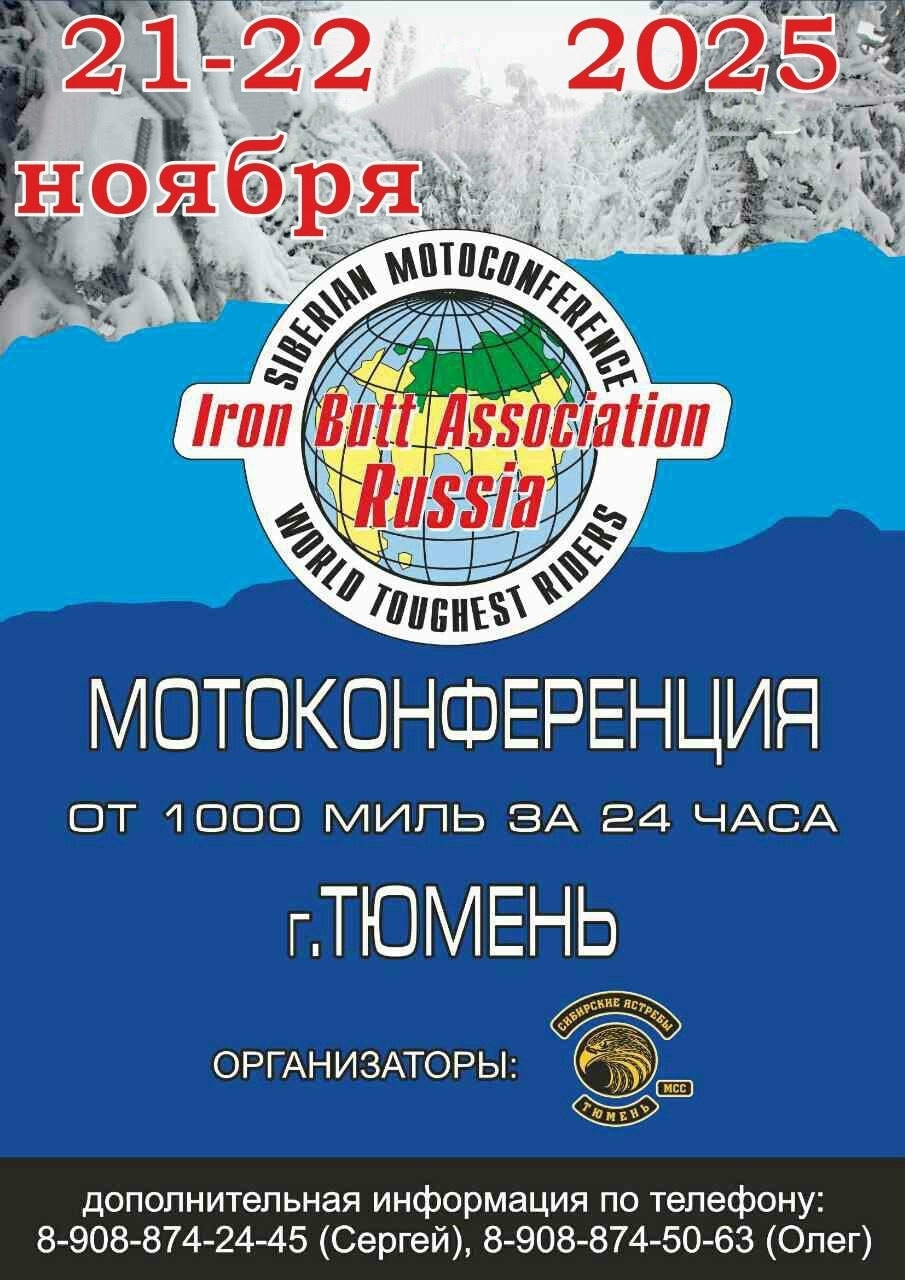 21-22 2025
ноября
SIBERIAN MOTOCONFERENCE
Iron Butt Association
Russia
WORLD TOUGHEST RIDERS
МОТОКОНФЕРЕНЦИЯ
ОТ 1000 МИЛЬ ЗА 24 ЧАСА
г.ТЮМЕНЬ
СИБИРСКИЕ ЯСТРЕБЫ
ОРГАНИЗАТОРЫ:
МСС
ТЮМЕНЬ
дополнительная информация по телефону:
8-908-874-24-45 (Сергей), 8-908-874-50-63 (Олег)